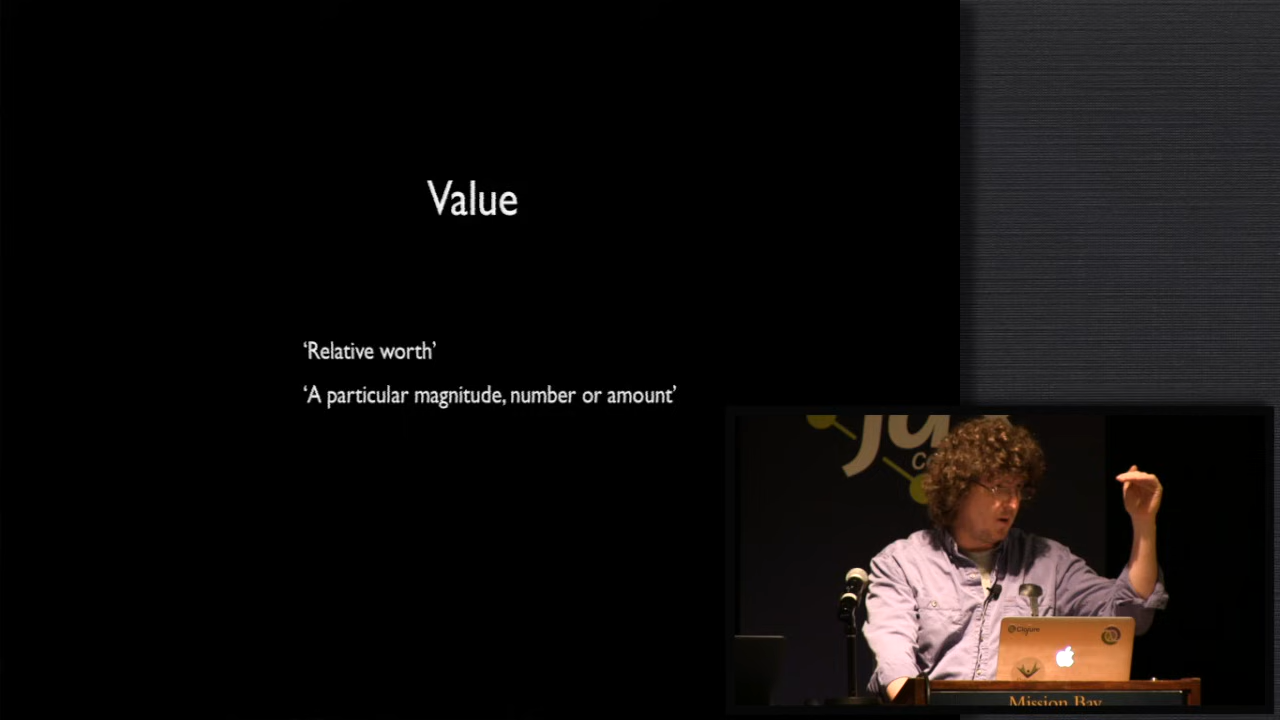 Value
‘Relative worth’
‘A particular magnitude, number or amount’
Mission Bay